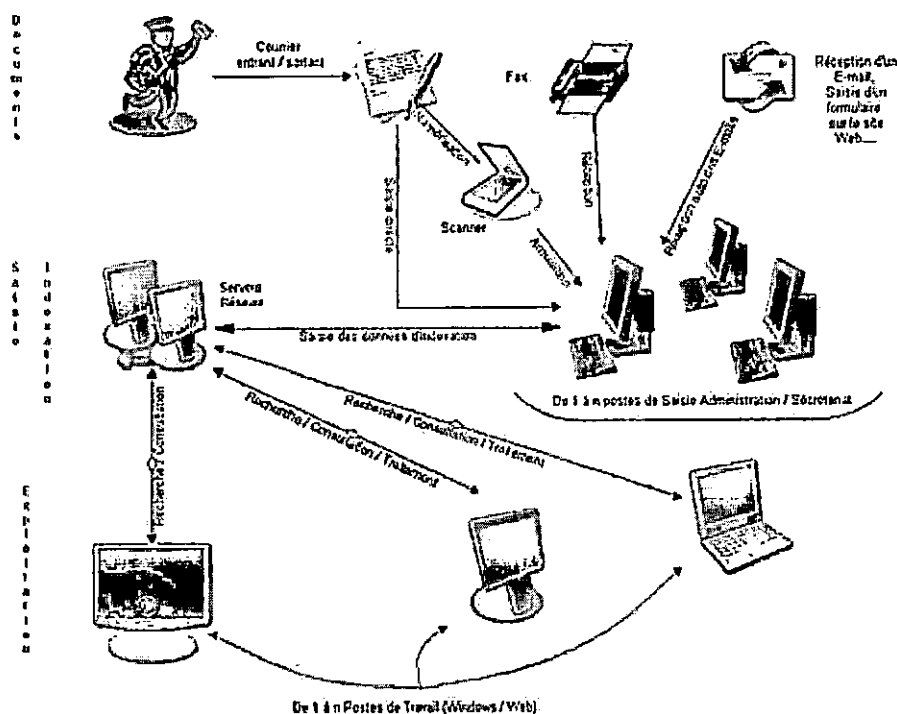 Documents
Courrier
entrant / sortant
Fax
Réception d'un
E-mail,
Saisie d'un
formulaire
sur le site
Web...
Numérisation
Saisie directe
Réception
Réception auto des E-mails
Scanner
Saisie
Indexation
Serveur
Réseau
Saisie des données d'indexation
De 1 à n postes de Saisie Administration / Secrétariat
Recherche / Consultation / Traitement
Recherche / Consultation / Traitement
Recherche / Consultation
Exploitation
De 1 à n Postes de Travail (Windows / Web)